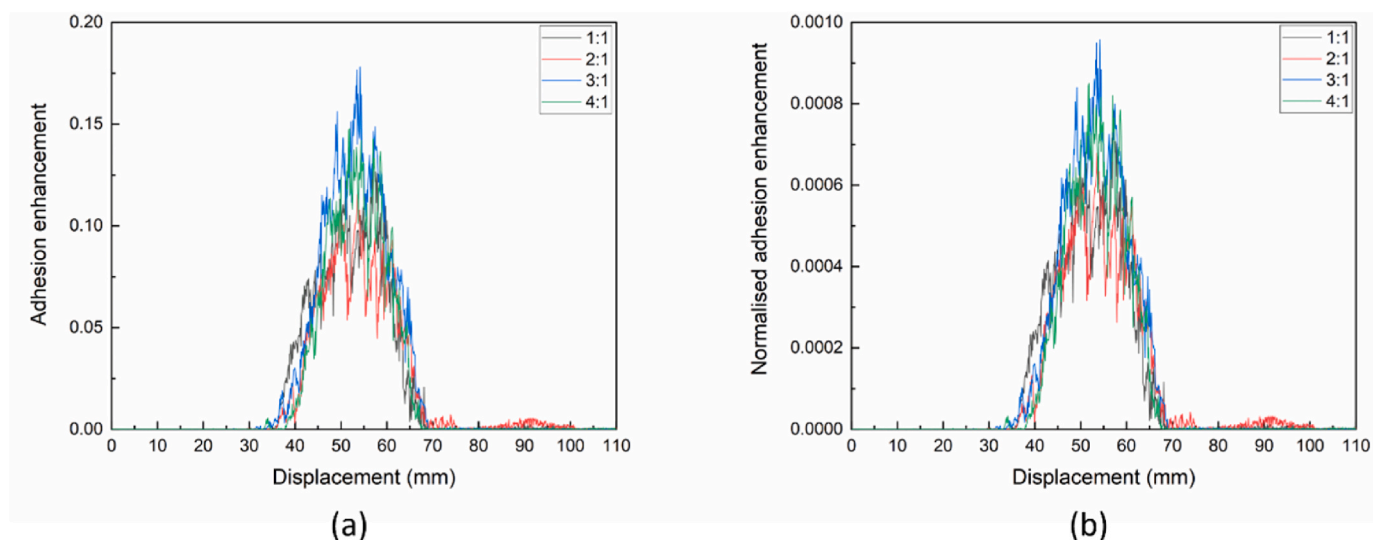 0.20
0.15
0.10
0.05
0.00
Adhesion enhancement
0 10 20 30 40 50 60 70 80 90 100 110
Displacement (mm)
1:1
2:1
3:1
4:1
(a)
0.0010
0.0008
0.0006
0.0004
0.0002
0.0000
Normalised adhesion enhancement
0 10 20 30 40 50 60 70 80 90 100 110
Displacement (mm)
1:1
2:1
3:1
4:1
(b)